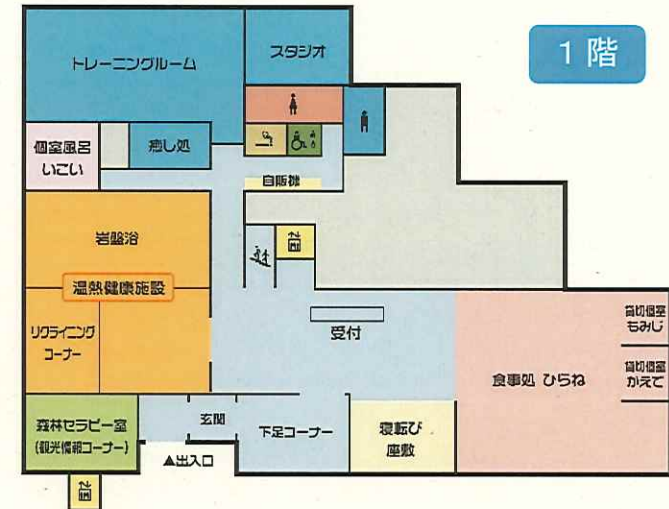 1階
トレーニングルーム
スタジオ
個室風呂
いこい
癒し処
自販機
岩盤浴
温熱健康施設
リクライニング
コーナー
受付
貸切個室
もみじ
貸切個室
かえで
食事処 ひらね
森林セラピー室
(観光情報コーナー)
玄関
下足コーナー
寝転び
座敷
▲出入口